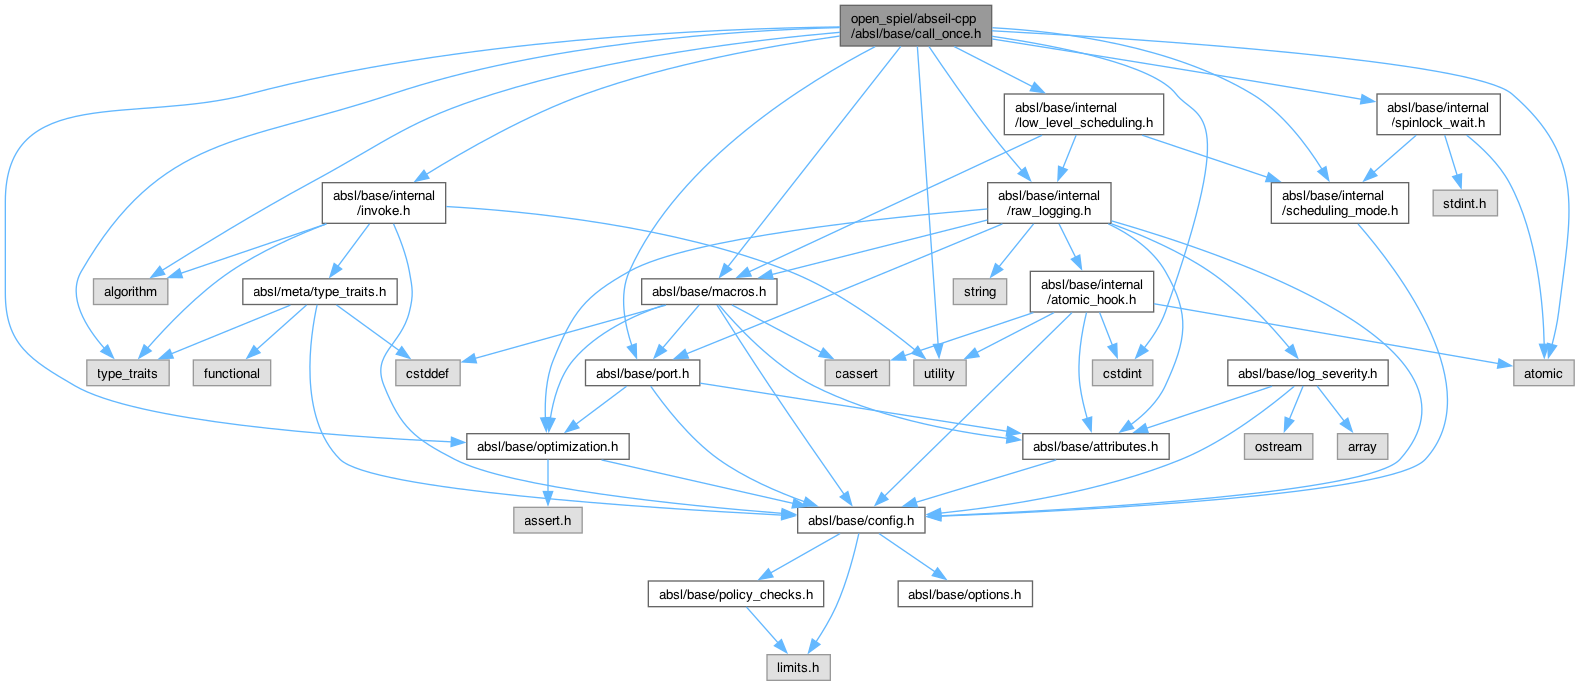 open_spiel/abseil-cpp
/absl/base/call_once.h
absl/base/internal
/low_level_scheduling.h
absl/base/internal
/spinlock_wait.h
absl/base/internal
/invoke.h
absl/base/internal
/raw_logging.h
absl/base/internal
/scheduling_mode.h
stdint.h
algorithm
absl/meta/type_traits.h
absl/base/macros.h
string
absl/base/internal
/atomic_hook.h
type_traits
functional
cstddef
absl/base/port.h
cassert
utility
cstdint
absl/base/log_severity.h
atomic
absl/base/optimization.h
absl/base/attributes.h
ostream
array
assert.h
absl/base/config.h
absl/base/policy_checks.h
absl/base/options.h
limits.h